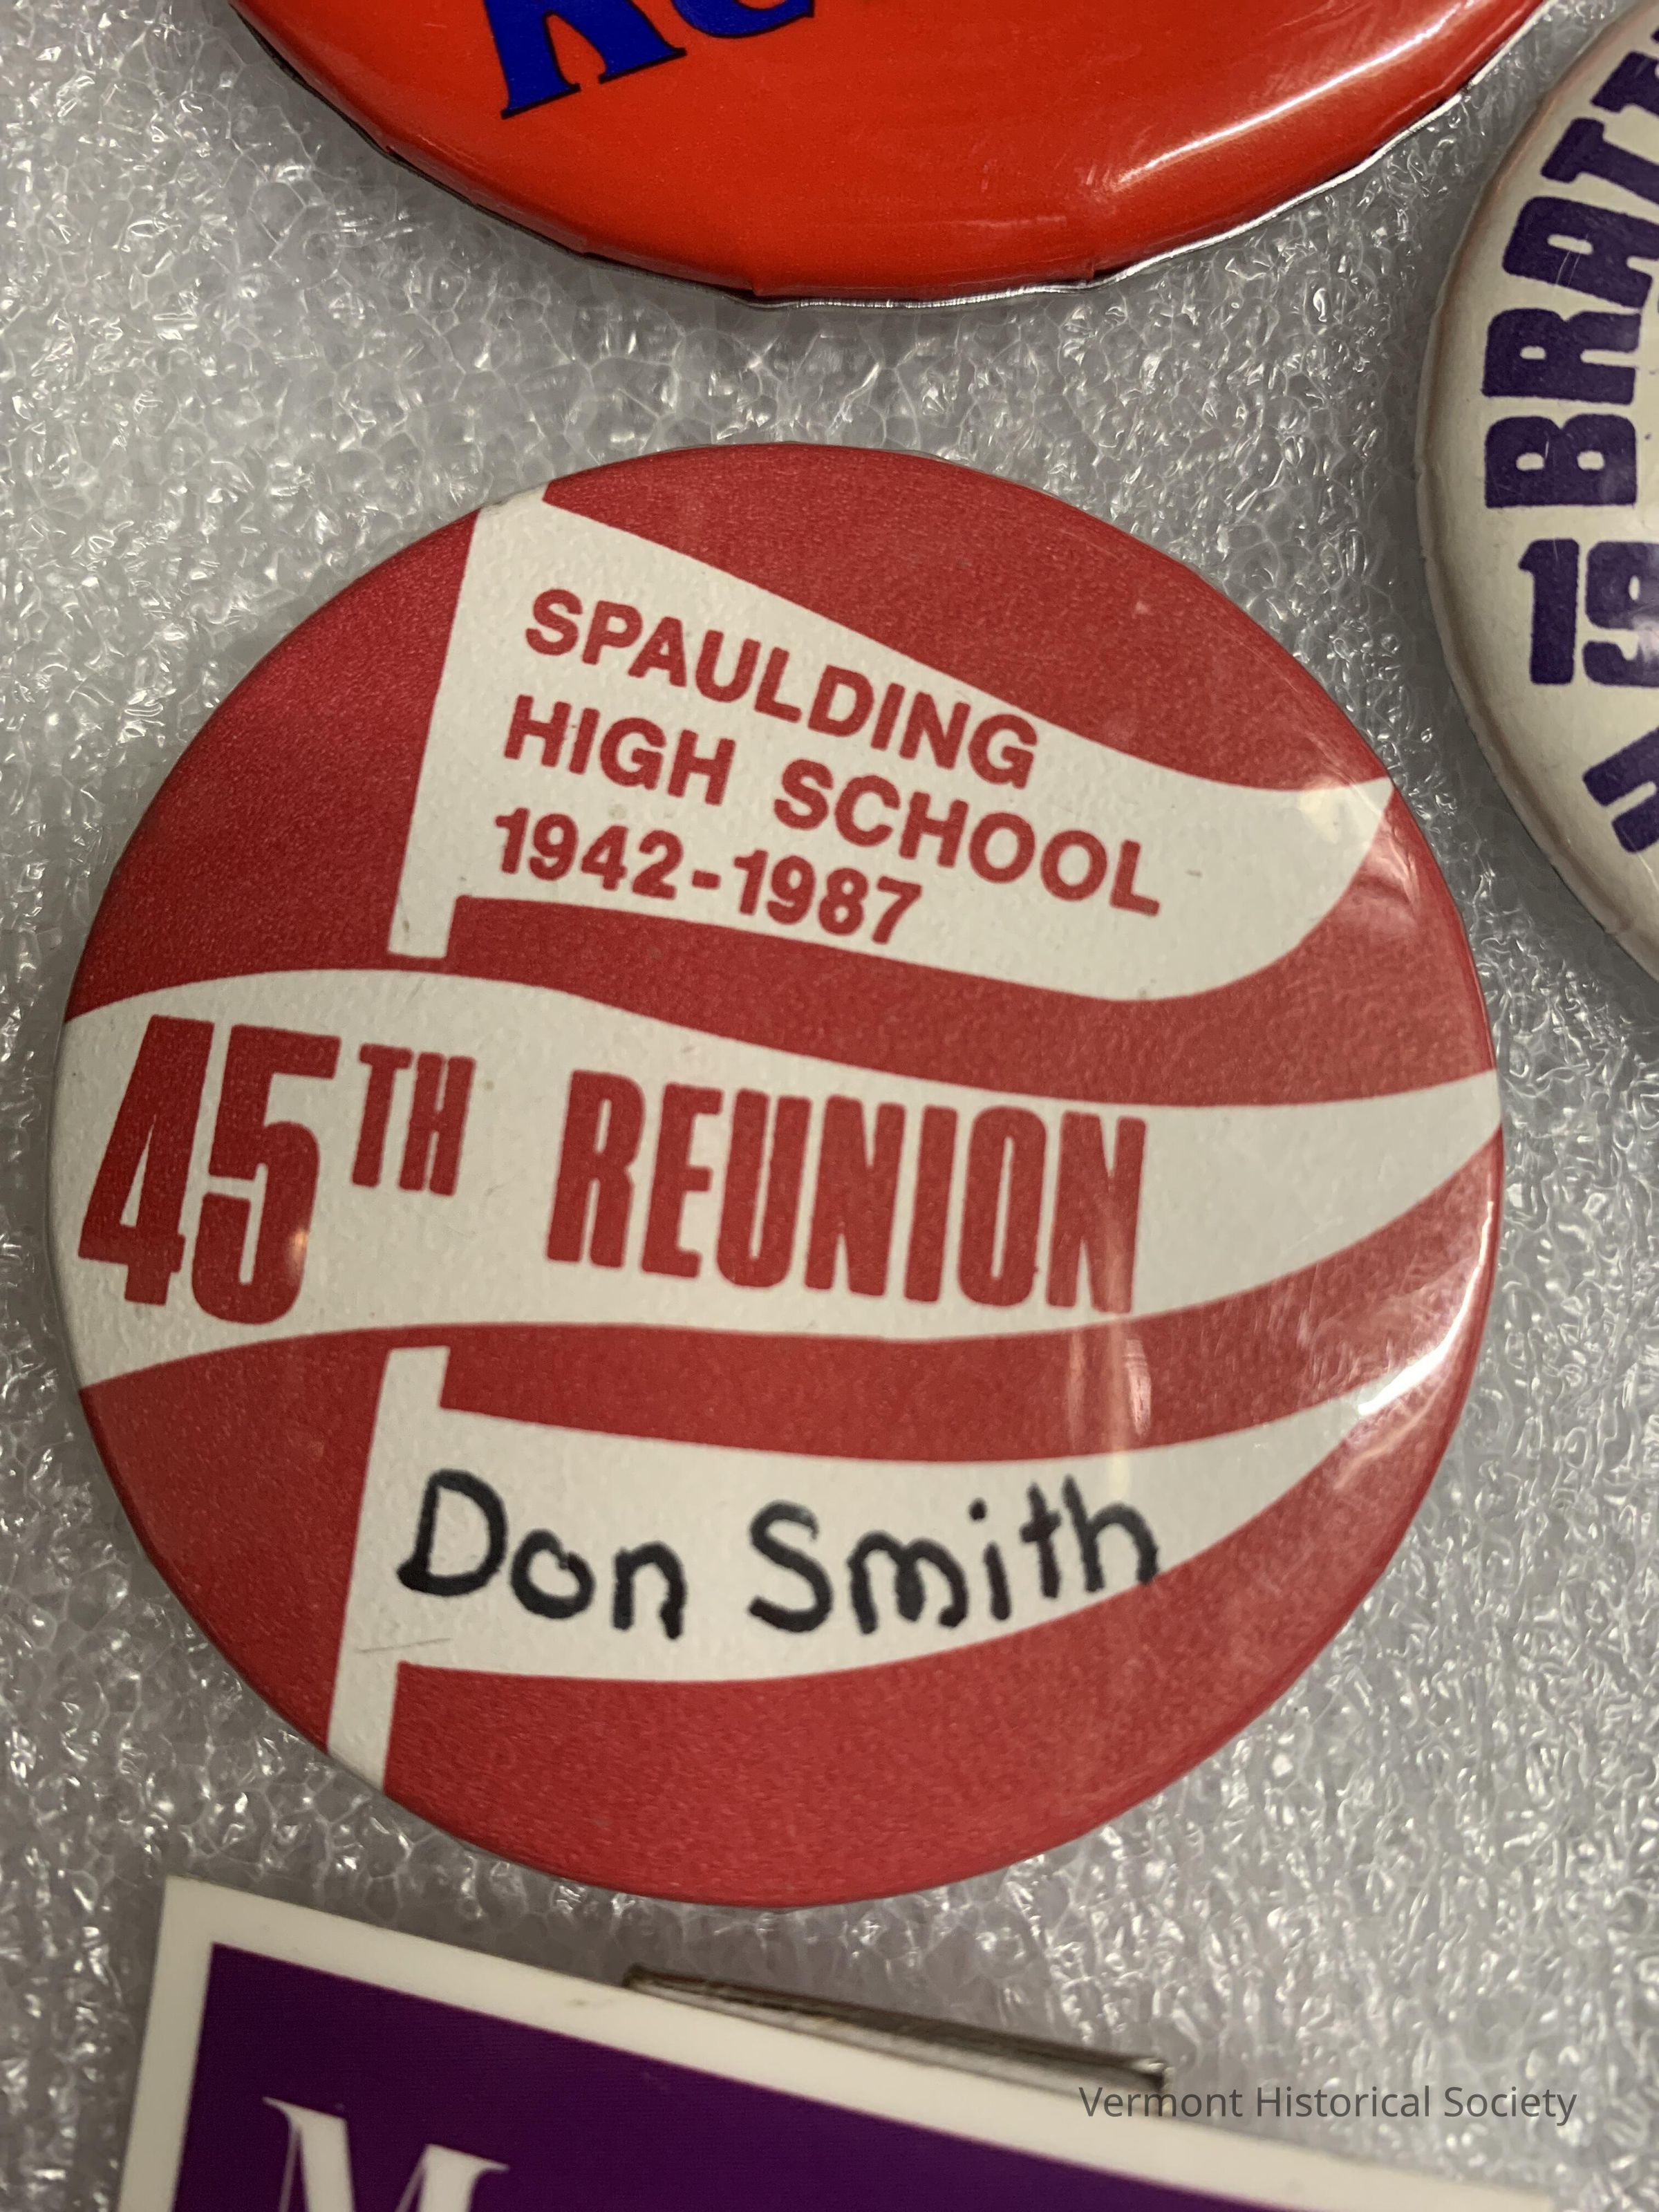 SPAULDING
HIGH SCHOOL
1942-1987
45TH REUNION
Don Smith
Vermont Historical Society